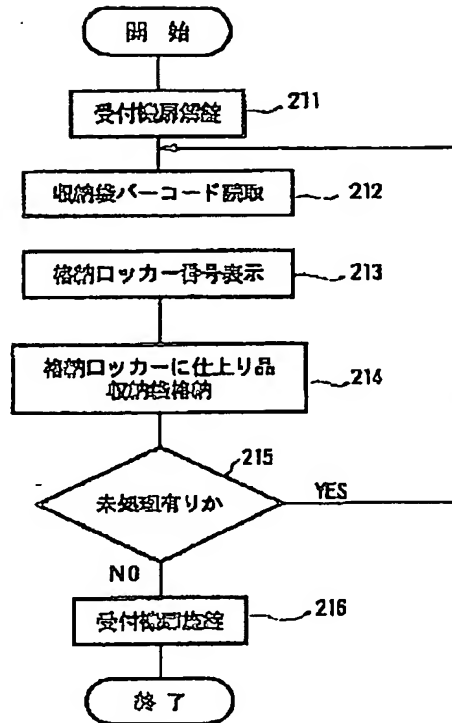 開 始
受付機扉解錠
211
収納袋バーコード読取
212
格納ロッカー番号表示
213
格納ロッカーに仕上り品
収納袋格納
214
215
未処理有りか
YES
NO
受付機扉施錠
216
終 了